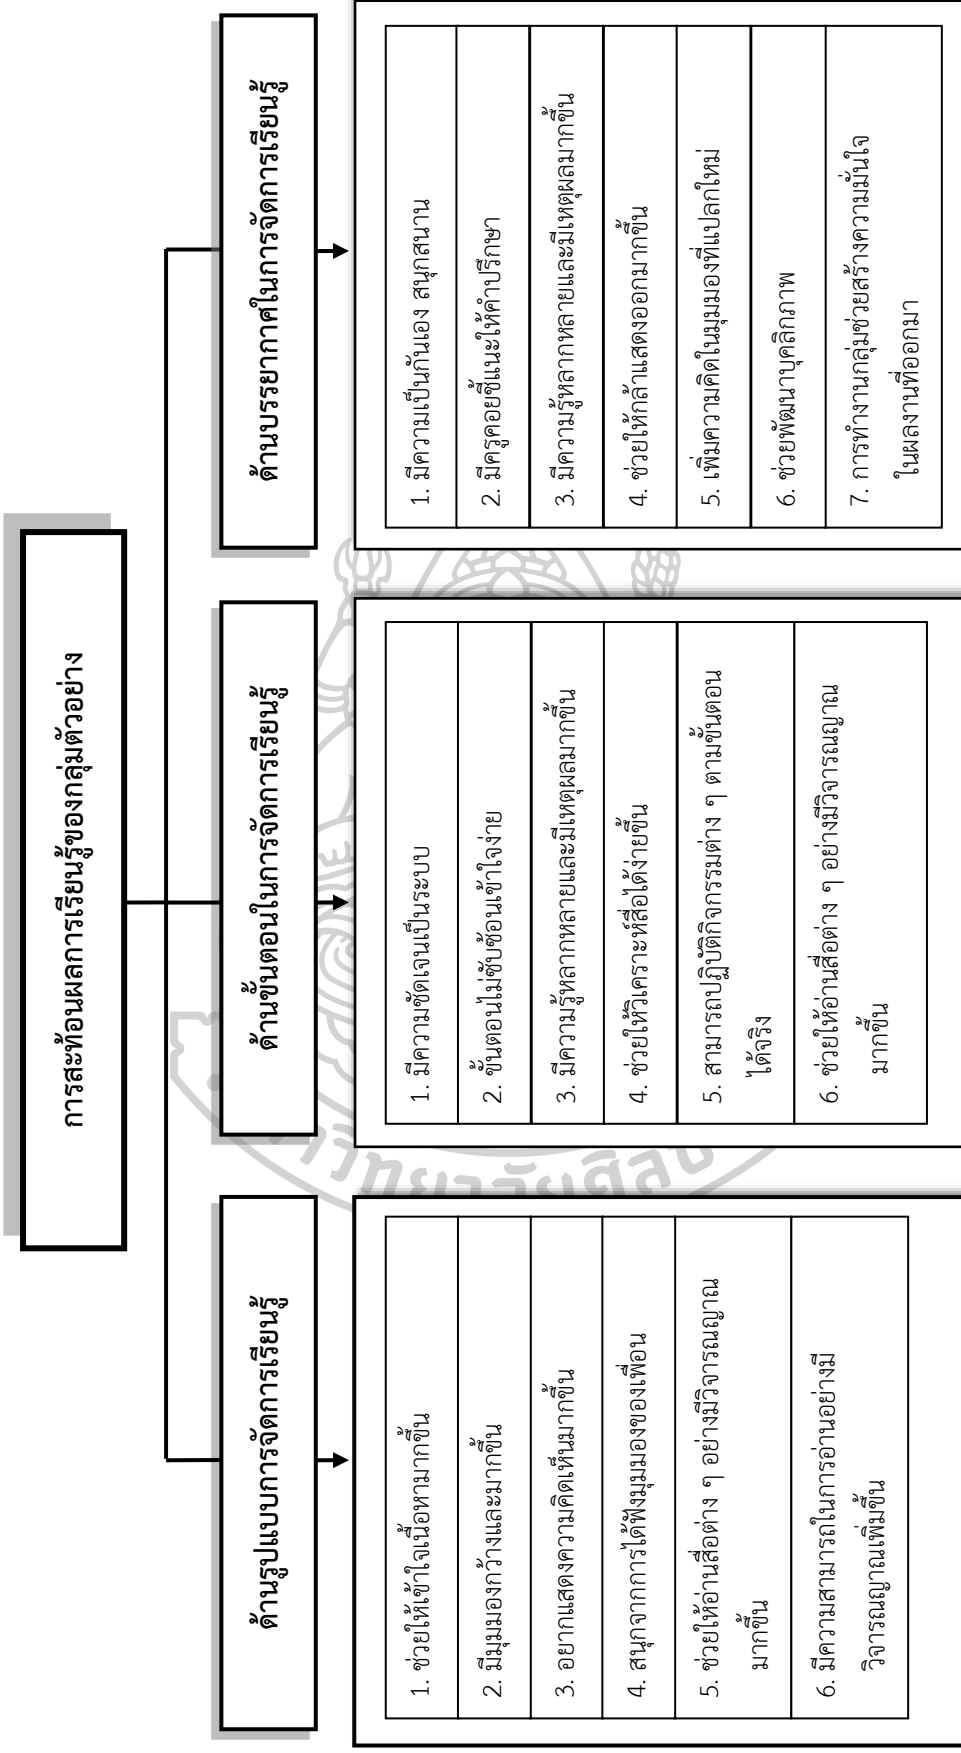 การสะท้อนผลการเรียนรู้ของกลุ่มตัวอย่าง
ด้านรูปแบบการจัดการเรียนรู้
1. ช่วยให้เข้าใจเนื้อหามากขึ้น
2. มีมุมมองกว้างและมากขึ้น
3. อยากแสดงความคิดเห็นมากขึ้น
4. สนุกจากการได้ฟังมุมมองของเพื่อน
5. ช่วยให้อ่านสื่อต่าง ๆ อย่างมีวิจารณญาณ
มากขึ้น
6. มีความสามารถในการอ่านอย่างมี
วิจารณญาณเพิ่มขึ้น
ด้านขั้นตอนในการจัดการเรียนรู้
1. มีความชัดเจนเป็นระบบ
2. ขั้นตอนไม่ซับซ้อนเข้าใจง่าย
3. มีความรู้หลากหลายและมีเหตุผลมากขึ้น
4. ช่วยให้วิเคราะห์สื่อได้ง่ายขึ้น
5. สามารถปฏิบัติกิจกรรมต่าง ๆ ตามขั้นตอน
ได้จริง
6. ช่วยให้อ่านสื่อต่าง ๆ อย่างมีวิจารณญาณ
มากขึ้น
ด้านบรรยากาศในการจัดการเรียนรู้
1. มีความเป็นกันเอง สนุกสนาน
2. มีครูคอยชี้แนะให้คำปรึกษา
3. มีความรู้หลากหลายและมีเหตุผลมากขึ้น
4. ช่วยให้กล้าแสดงออกมากขึ้น
5. เพิ่มความคิดในมุมมองที่แปลกใหม่
6. ช่วยพัฒนาบุคลิกภาพ
7. การทำงานกลุ่มช่วยสร้างความมั่นใจ
ในผลงานที่ออกมา